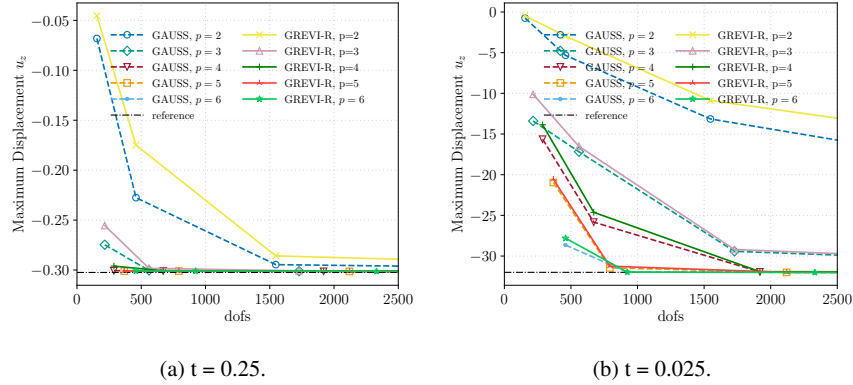 −0.05
−0.10
−0.15
−0.20
−0.25
−0.30
Maximum Displacement u_z
0 500 1000 1500 2000 2500
dofs
GAUSS, p = 2
GAUSS, p = 3
GAUSS, p = 4
GAUSS, p = 5
GAUSS, p = 6
reference
GREVI-R, p=2
GREVI-R, p=3
GREVI-R, p=4
GREVI-R, p=5
GREVI-R, p = 6
(a) t = 0.25.
0
−5
−10
−15
−20
−25
−30
Maximum Displacement u_z
0 500 1000 1500 2000 2500
dofs
GAUSS, p = 2
GAUSS, p = 3
GAUSS, p = 4
GAUSS, p = 5
GAUSS, p = 6
reference
GREVI-R, p=2
GREVI-R, p=3
GREVI-R, p=4
GREVI-R, p=5
GREVI-R, p = 6
(b) t = 0.025.